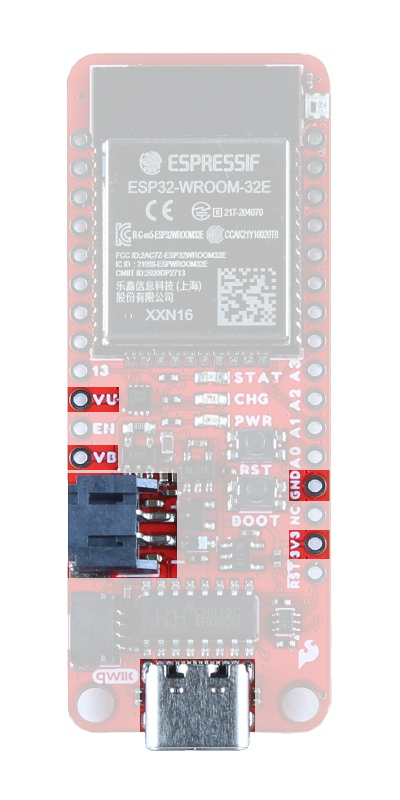 ESPRESSIF
ESP32-WROOM-32E
CE 217-204070
R-C-es5-ESP32WROOM32E CCAK21Y10020T0
FCC ID:2AC7Z-ESP32WROOM32E
IC ID : 21098-ESPWROOM32E
CMIIT ID:2020DP2713
乐鑫信息科技 (上海)
股份有限公司
XXN16
13
VU
EN
VB
STAT
CHG
PWR
RST
BOOT
A3
A2
A1
A0
GND
NC
3V3
RST
CH340C
qwiic